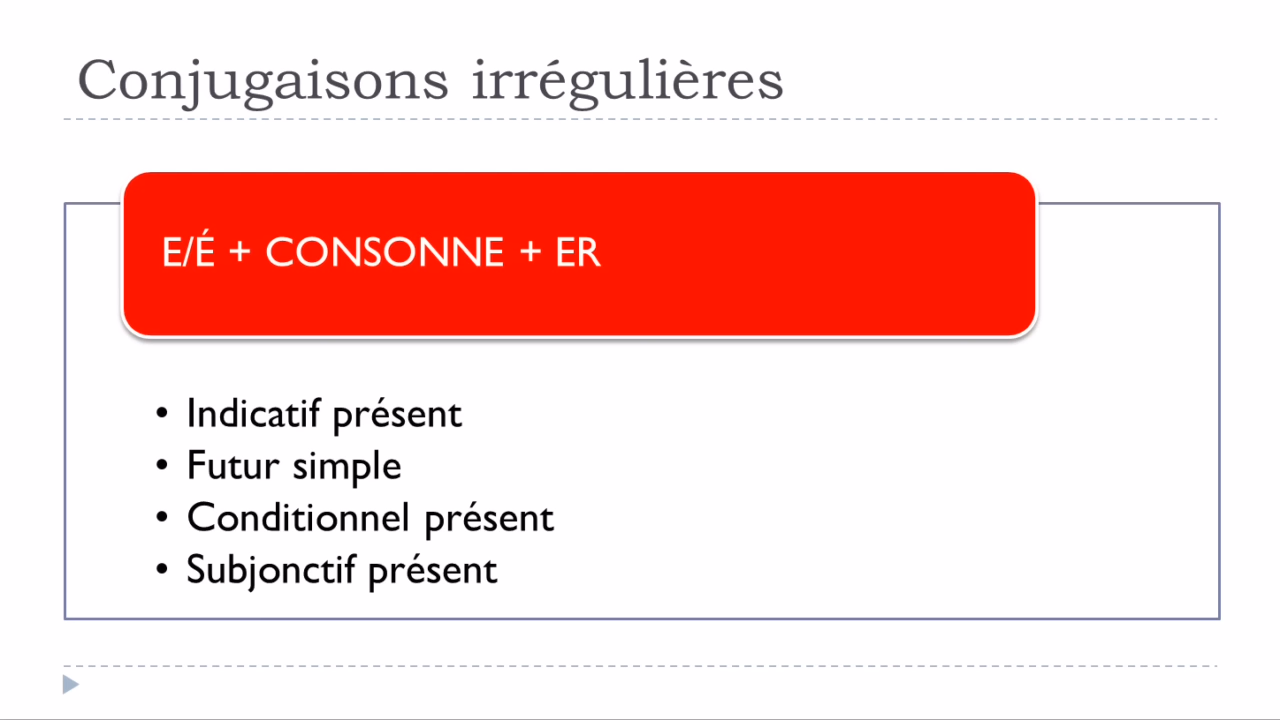 Conjugaisons irrégulières
E/É + CONSONNE + ER
• Indicatif présent
• Futur simple
• Conditionnel présent
• Subjonctif présent